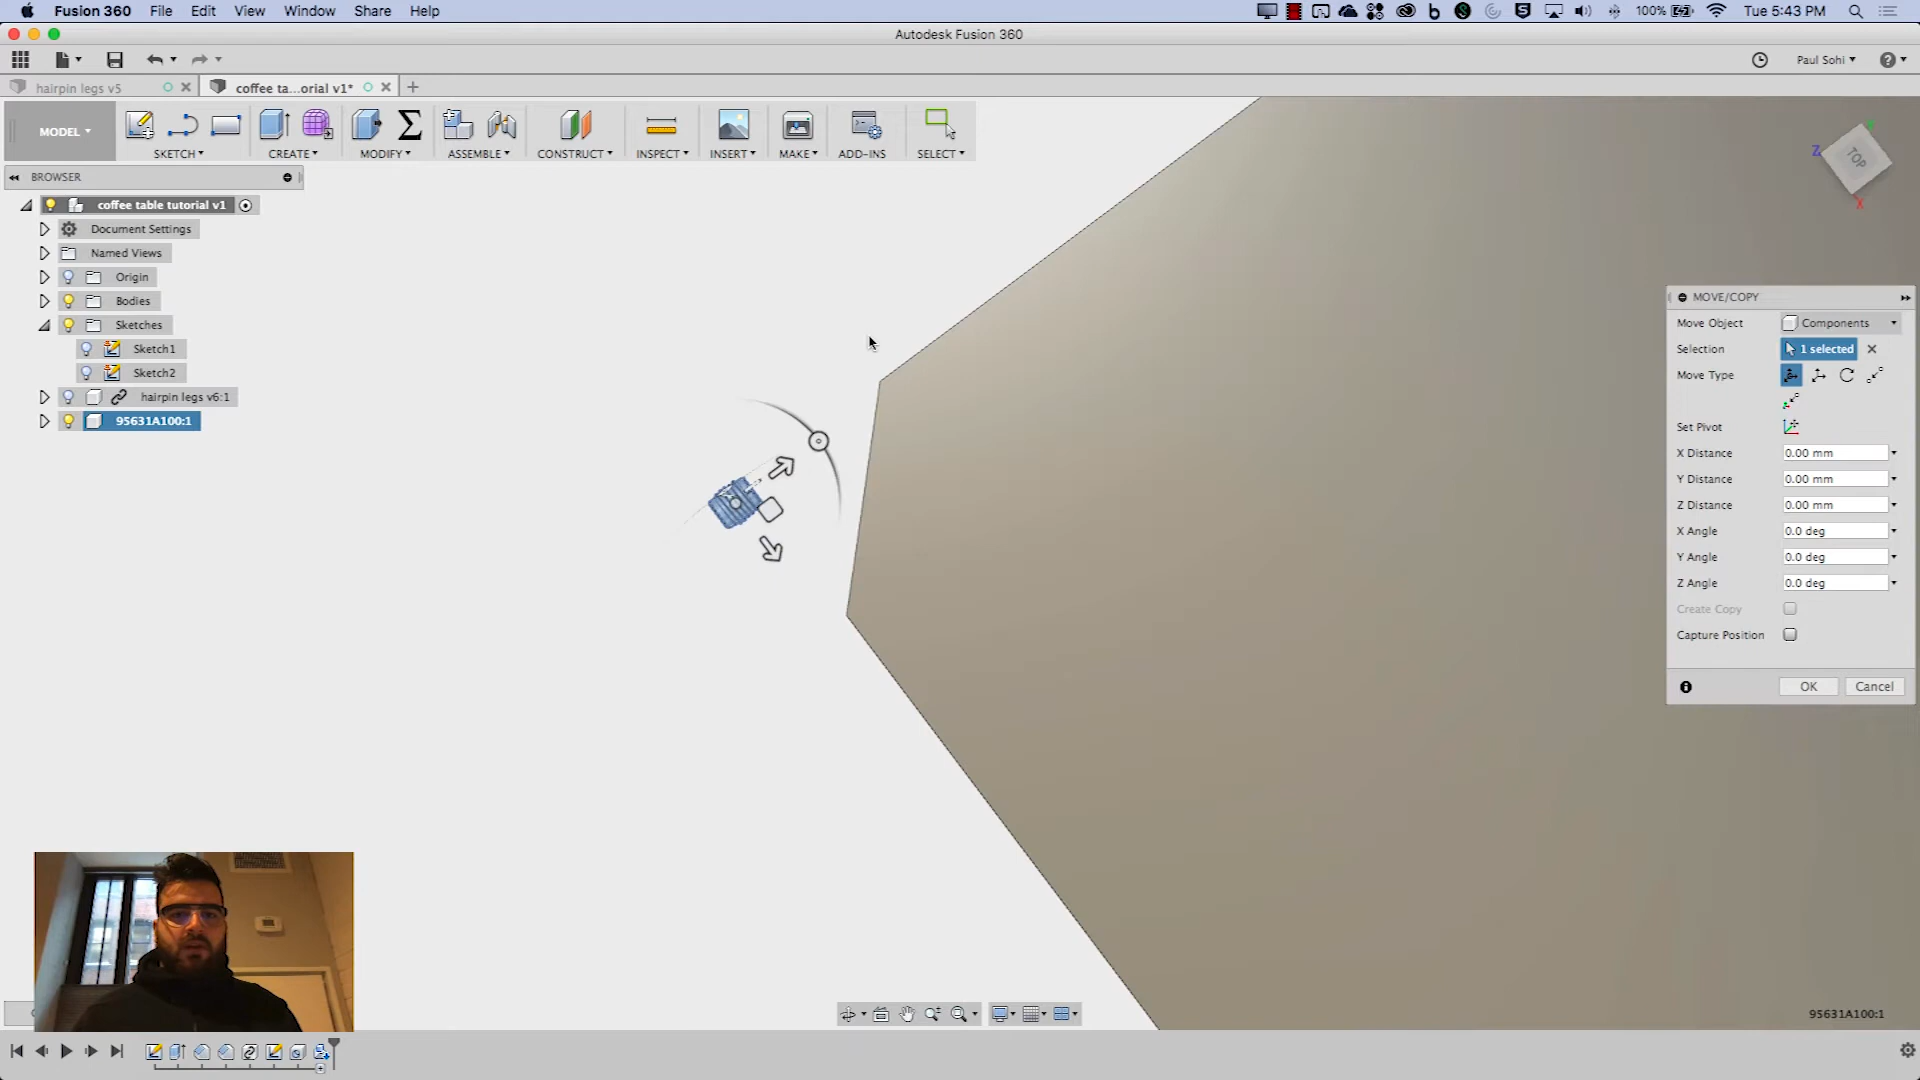 Fusion 360 File Edit View Window Share Help 100% Tue 5:43 PM
Autodesk Fusion 360
Paul Sohi
hairpin legs v5 coffee ta...orial v1*
MODEL
SKETCH CREATE MODIFY ASSEMBLE CONSTRUCT INSPECT INSERT MAKE ADD-INS SELECT
BROWSER
coffee table tutorial v1
Document Settings
Named Views
Origin
Bodies
Sketches
Sketch1
Sketch2
hairpin legs v6:1
95631A100:1
TOP
Z
X
MOVE/COPY
Move Object Components
Selection 1 selected
Move Type
Set Pivot
X Distance 0.00 mm
Y Distance 0.00 mm
Z Distance 0.00 mm
X Angle 0.0 deg
Y Angle 0.0 deg
Z Angle 0.0 deg
Create Copy
Capture Position
OK Cancel
95631A100:1